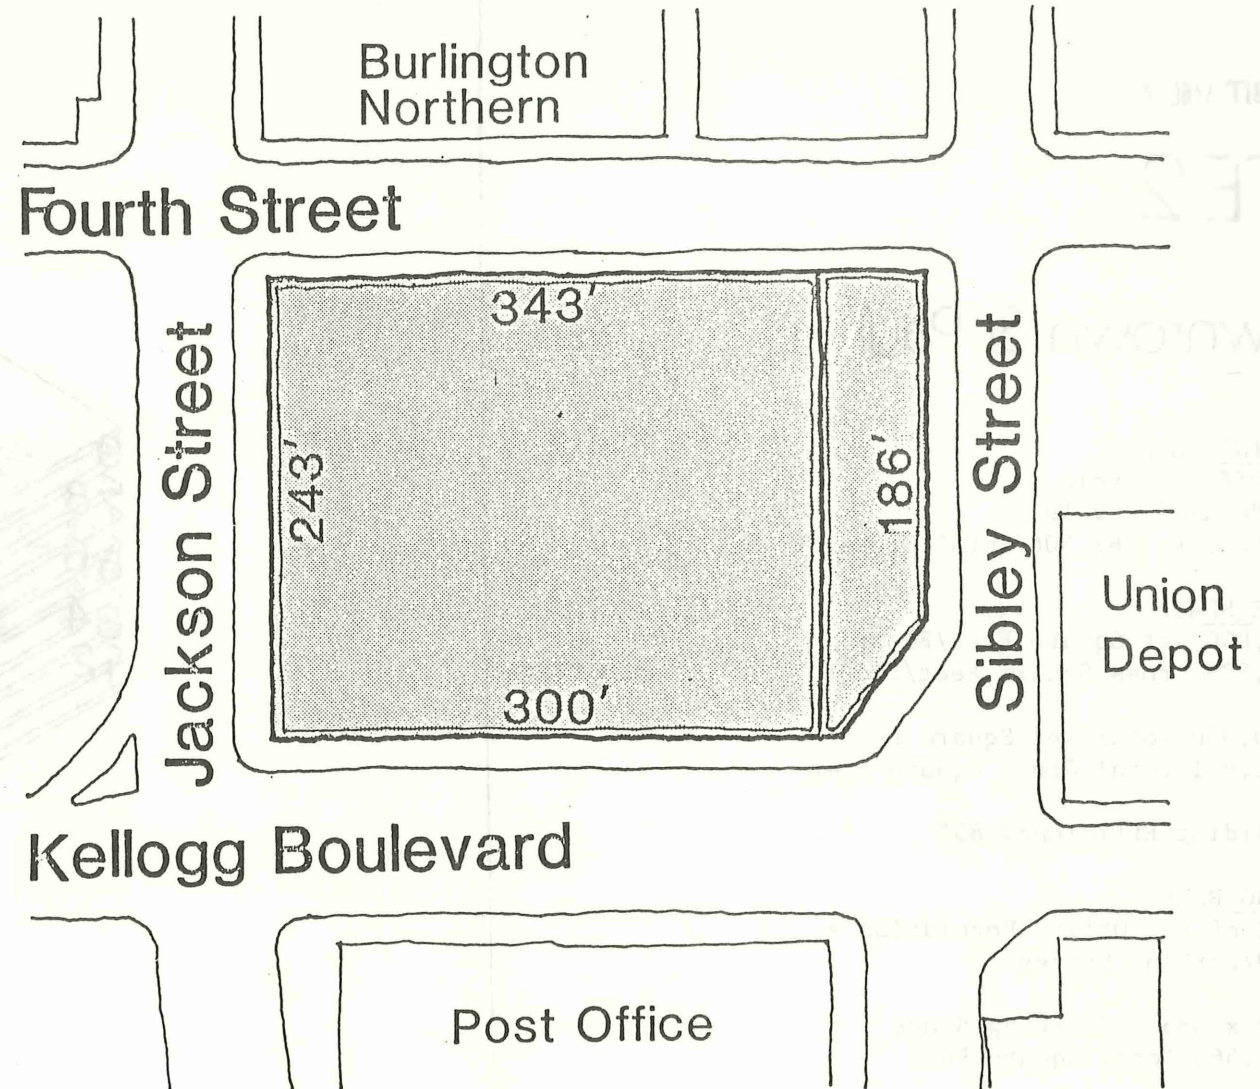 Burlington
Northern
Fourth Street
343'
Jackson Street
243'
186'
Sibley Street
Union
Depot
300'
Kellogg Boulevard
Post Office